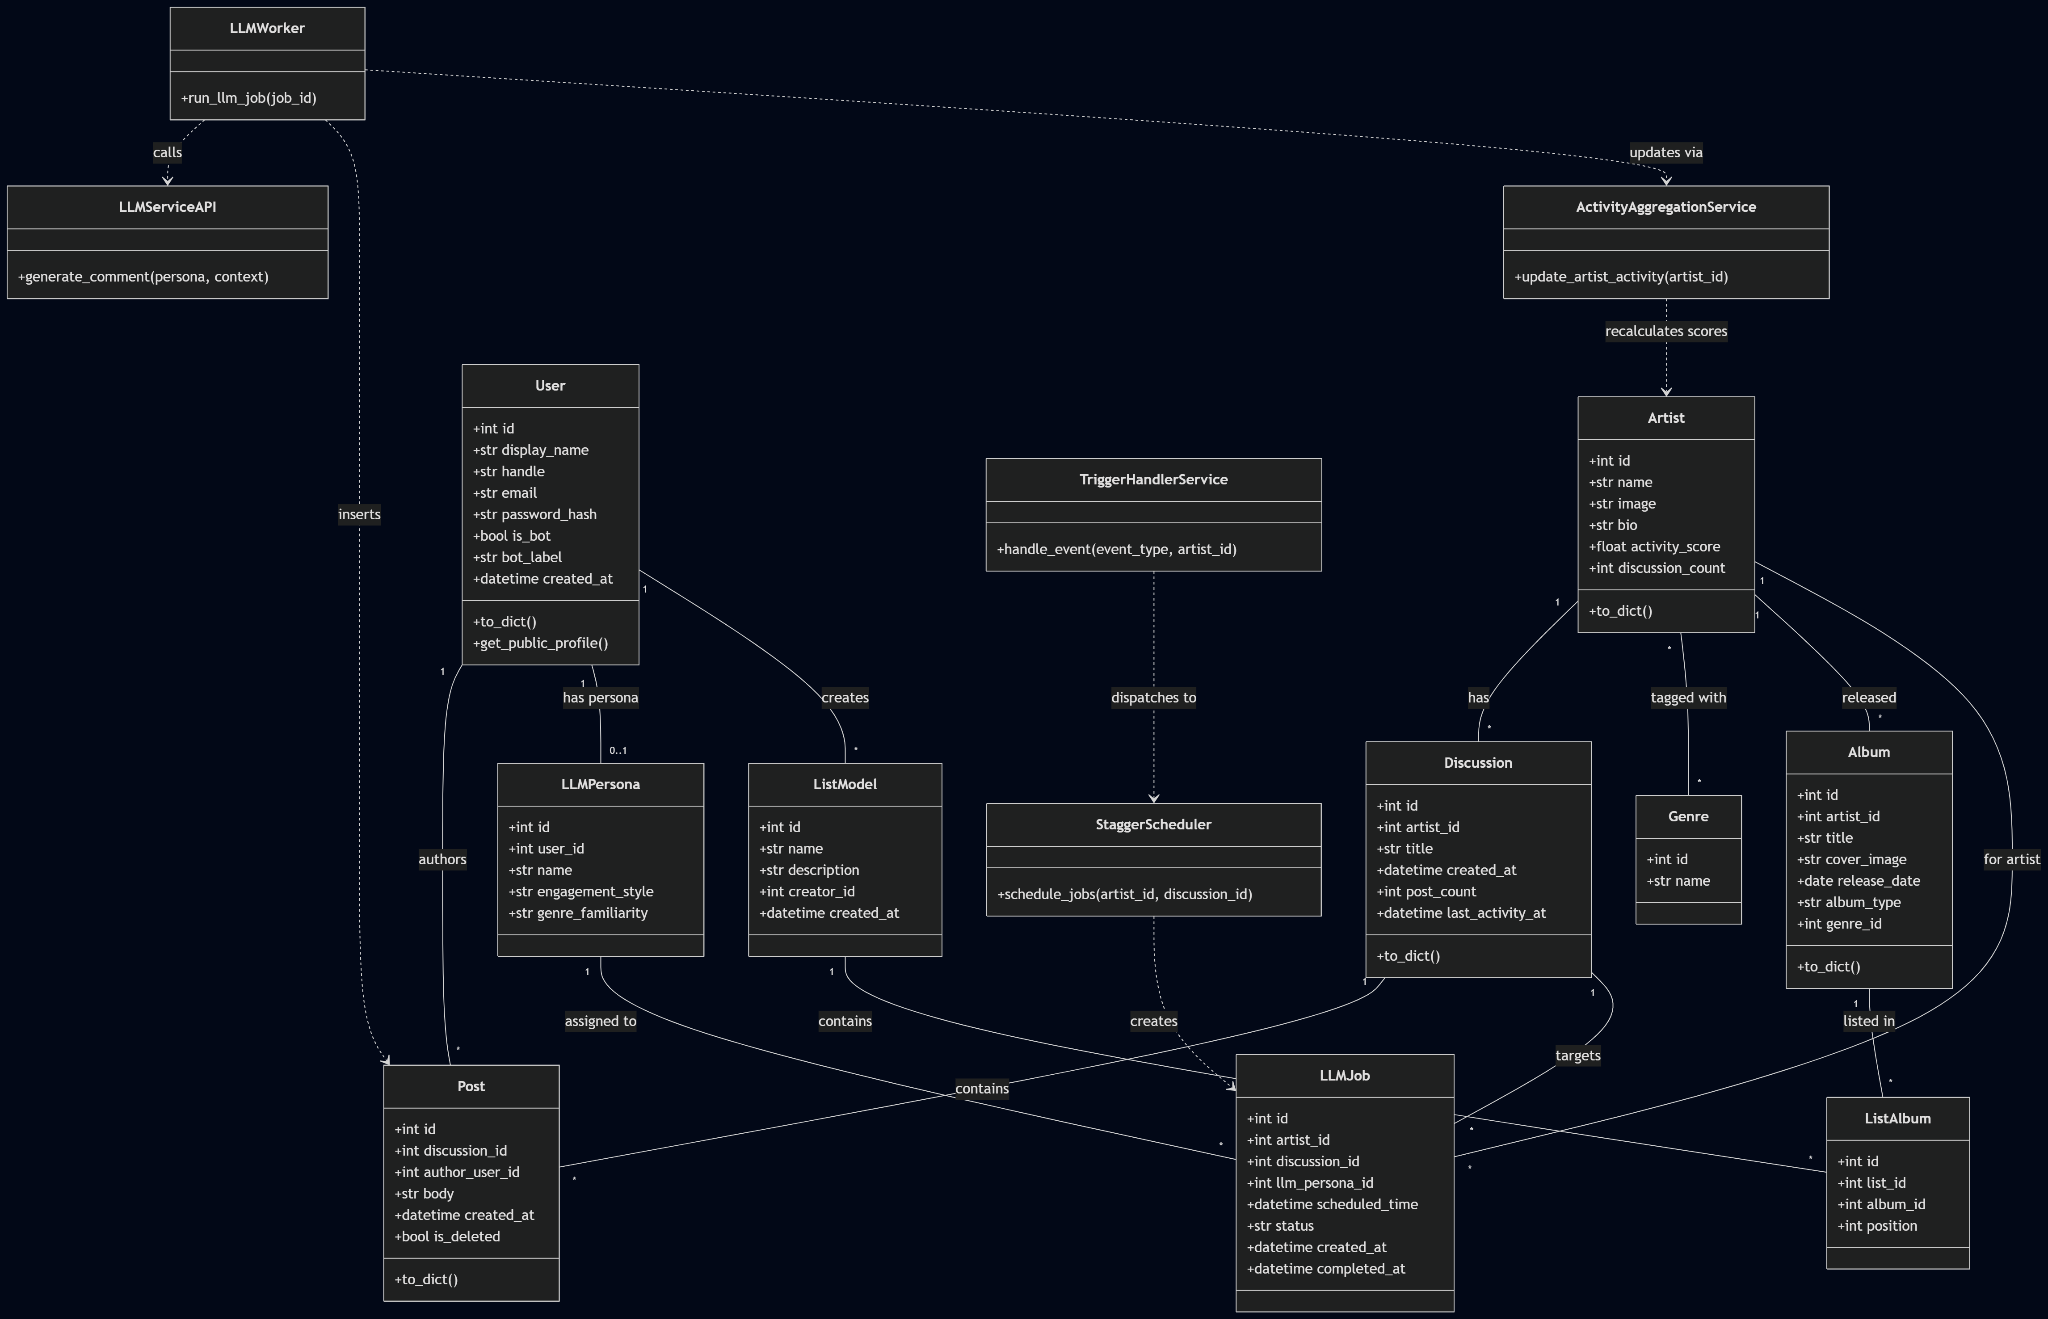 LLMWorker
+run_llm_job(job_id)
calls
updates via
LLMServiceAPI
+generate_comment(persona, context)
ActivityAggregationService
+update_artist_activity(artist_id)
recalculates scores
inserts
User
+int id
+str display_name
+str handle
+str email
+str password_hash
+bool is_bot
+str bot_label
+datetime created_at
+to_dict()
+get_public_profile()
1
1
1
TriggerHandlerService
+handle_event(event_type, artist_id)
Artist
+int id
+str name
+str image
+str bio
+float activity_score
+int discussion_count
+to_dict()
1
1
1
*
has persona
creates
dispatches to
has
tagged with
released
0..1
*
*
*
*
LLMPersona
+int id
+int user_id
+str name
+str engagement_style
+str genre_familiarity
1
ListModel
+int id
+str name
+str description
+int creator_id
+datetime created_at
1
StaggerScheduler
+schedule_jobs(artist_id, discussion_id)
Discussion
+int id
+int artist_id
+str title
+datetime created_at
+int post_count
+datetime last_activity_at
+to_dict()
1
1
Genre
+int id
+str name
Album
+int id
+int artist_id
+str title
+str cover_image
+date release_date
+str album_type
+int genre_id
+to_dict()
1
authors
for artist
assigned to
contains
creates
listed in
targets
contains
*
Post
+int id
+int discussion_id
+int author_user_id
+str body
+datetime created_at
+bool is_deleted
+to_dict()
*
*
LLMJob
+int id
+int artist_id
+int discussion_id
+int llm_persona_id
+datetime scheduled_time
+str status
+datetime created_at
+datetime completed_at
*
*
*
*
ListAlbum
+int id
+int list_id
+int album_id
+int position